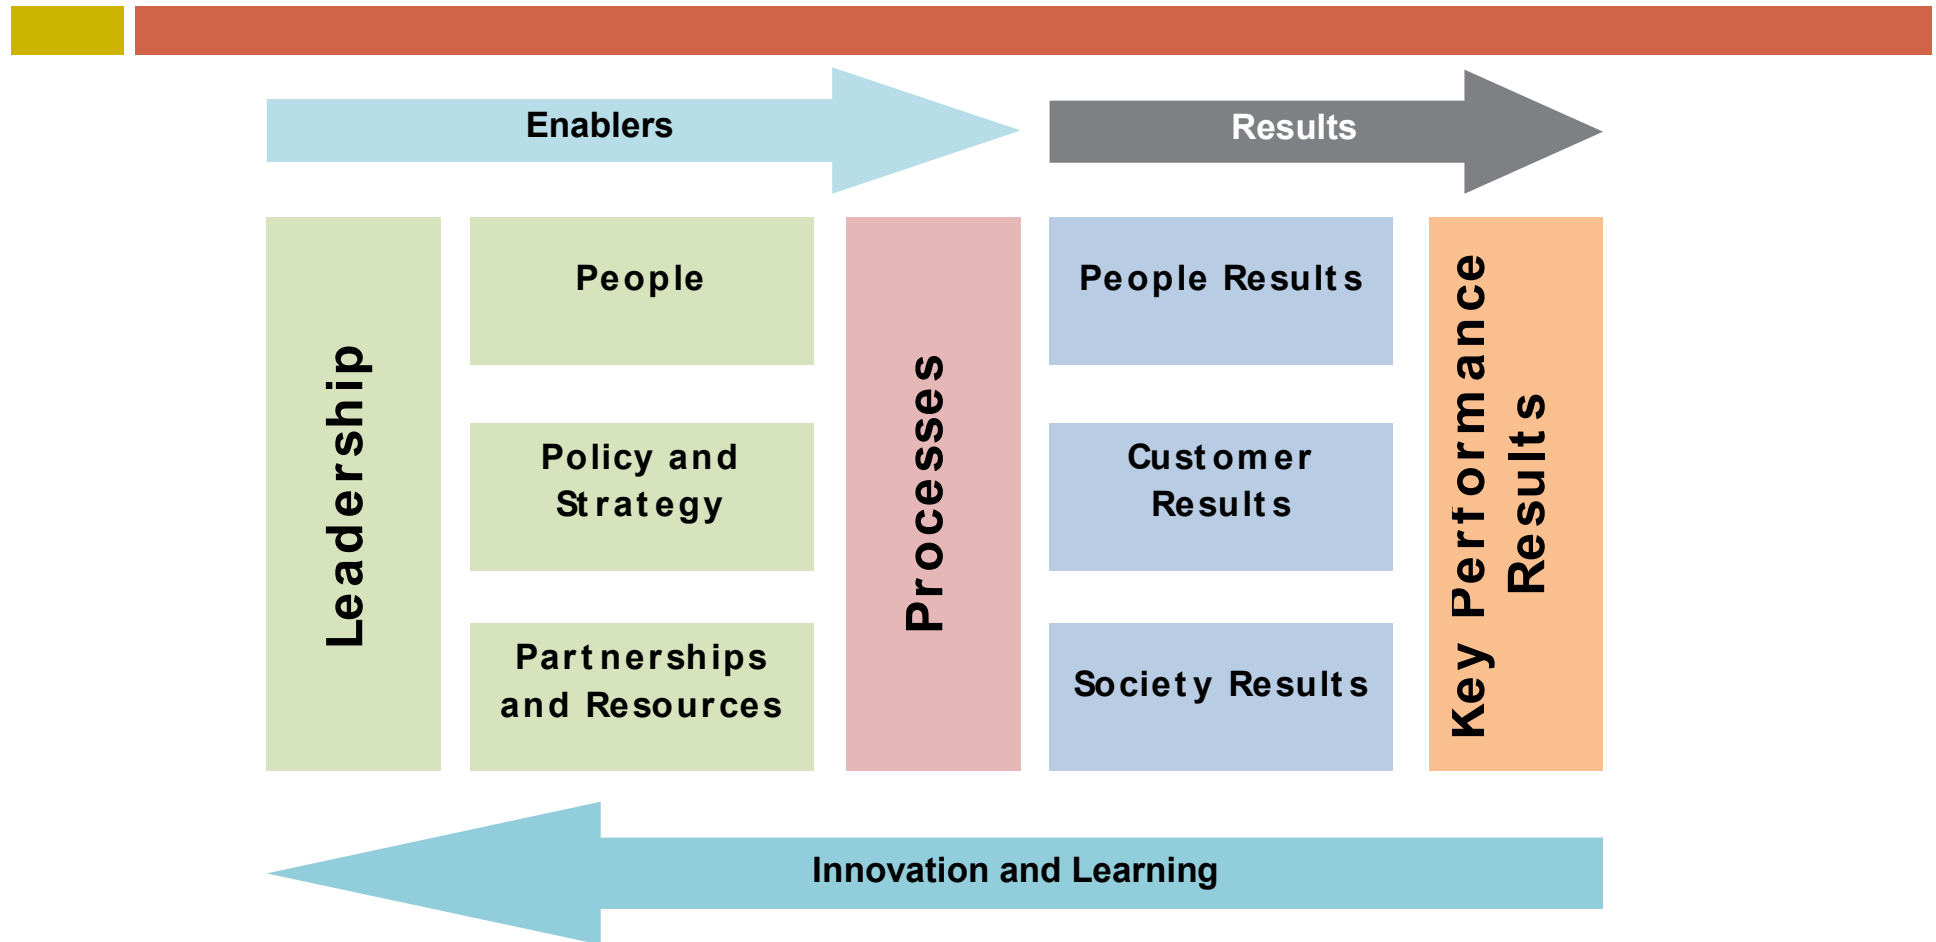 Enablers
Results
Leadership
People
Policy and
Strategy
Partnerships
and Resources
Processes
People Results
Customer
Results
Society Results
Key Performance
Results
Innovation and Learning